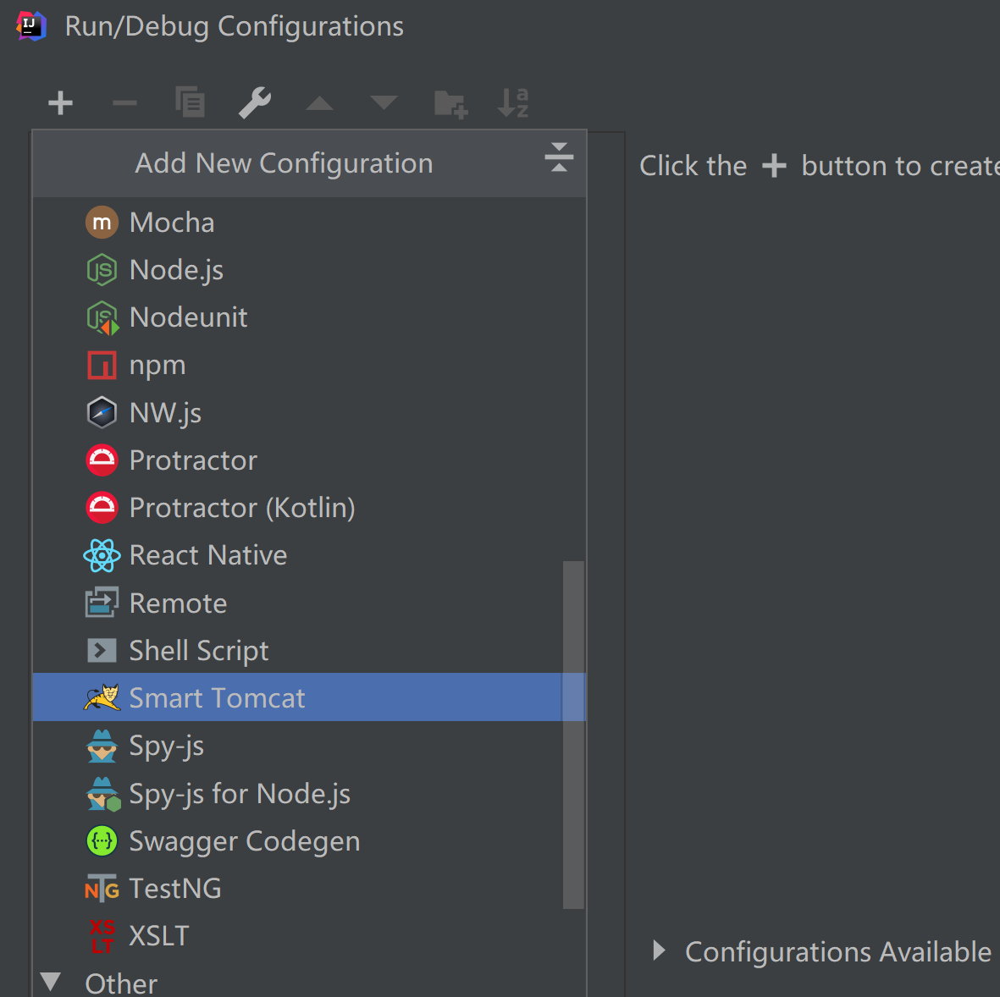 Run/Debug Configurations
Add New Configuration
Click the + button to create
Mocha
Node.js
Nodeunit
npm
NW.js
Protractor
Protractor (Kotlin)
React Native
Remote
Shell Script
Smart Tomcat
Spy-js
Spy-js for Node.js
Swagger Codegen
TestNG
XSLT
Configurations Available
Other